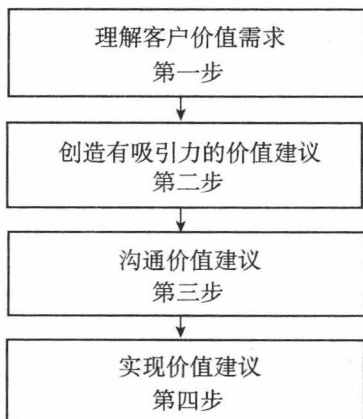 理解客户价值需求
第一步
创造有吸引力的价值建议
第二步
沟通价值建议
第三步
实现价值建议
第四步